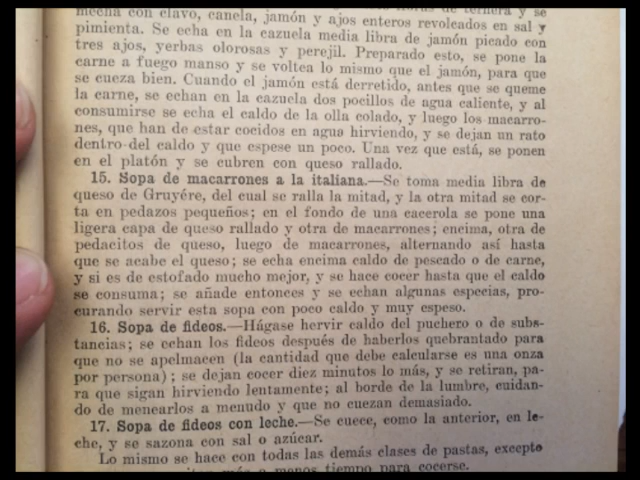 mecha con clavo, canela, jamón y ajos enteros revolcados en sal y
pimienta. Se echa en la cazuela media libra de jamón picado con
tres ajos, yerbas olorosas y perejil. Preparado esto, se pone la
carne a fuego manso y se voltea lo mismo que el jamón, para que
se cueza bien. Cuando el jamón está derretido, antes que se queme
la carne, se echan en la cazuela dos pocillos de agua caliente, y al
consumirse se echa el caldo de la olla colado, y luego los macarro-
nes, que han de estar cocidos en agua hirviendo, y se dejan un rato
dentro del caldo y que espese un poco. Una vez que está, se ponen
en el platón y se cubren con queso rallado.
15. Sopa de macarrones a la italiana.—Se toma media libra de
queso de Gruyére, del cual se ralla la mitad, y la otra mitad se cor-
ta en pedazos pequeños; en el fondo de una cacerola se pone una
ligera capa de queso rallado y otra de macarrones; encima, otra de
pedacitos de queso, luego de macarrones, alternando así hasta
que se acabe el queso; se echa encima caldo de pescado o de carne,
y si es de estofado mucho mejor, y se hace cocer hasta que el caldo
se consuma; se añade entonces y se echan algunas especias, pro-
curando servir esta sopa con poco caldo y muy espeso.
16. Sopa de fideos.—Hágase hervir caldo del puchero o de subs-
tancias; se echan los fideos después de haberlos quebrantado para
que no se apelmacen (la cantidad que debe calcularse es una onza
por persona); se dejan cocer diez minutos lo más, y se retiran, pa-
ra que sigan hirviendo lentamente; al borde de la lumbre, cuidan-
do de menearlos a menudo y que no cuezan demasiado.
17. Sopa de fideos con leche.—Se cuece, como la anterior, en le-
che, y se sazona con sal o azúcar.
Lo mismo se hace con todas las demás clases de pastas, excepto
más o menos tiempo para cocerse.